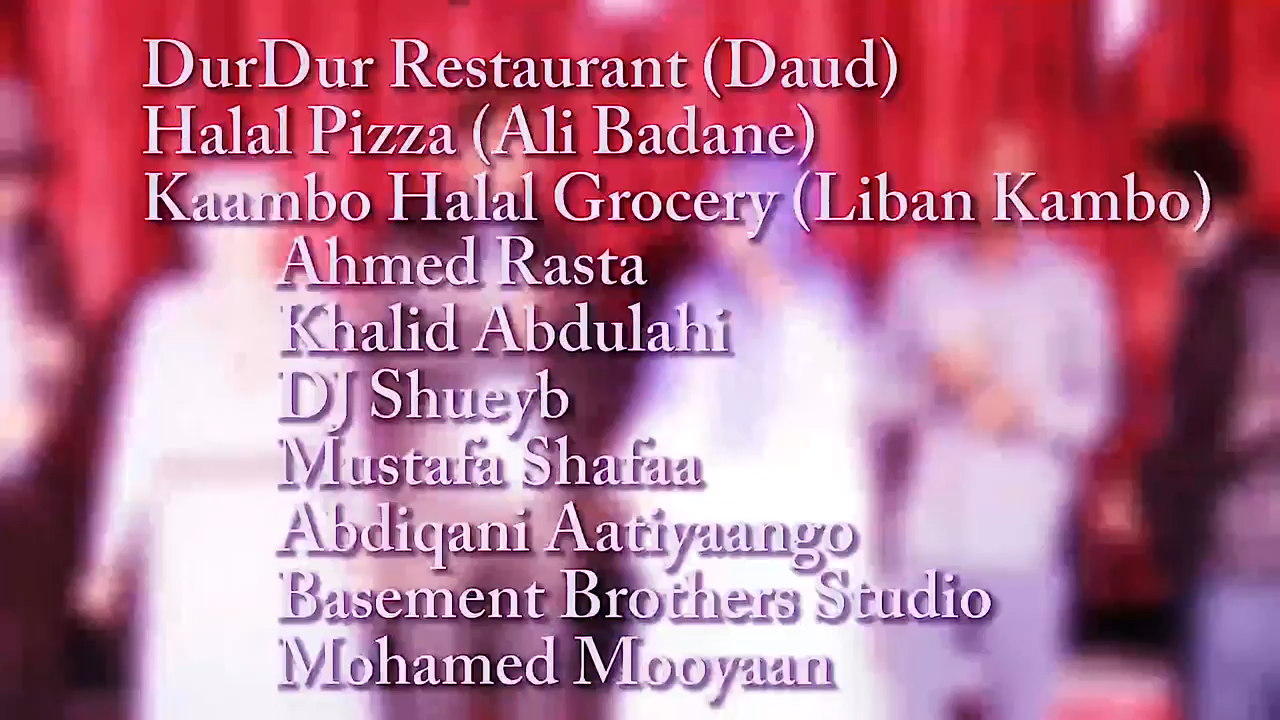 DurDur Restaurant (Daud)
Halal Pizza (Ali Badane)
Kaambo Halal Grocery (Liban Kambo)
Ahmed Rasta
Khalid Abdulahi
DJ Shueyb
Mustafa Shafaa
Abdiqani Aatiyaango
Basement Brothers Studio
Mohamed Mooyaan